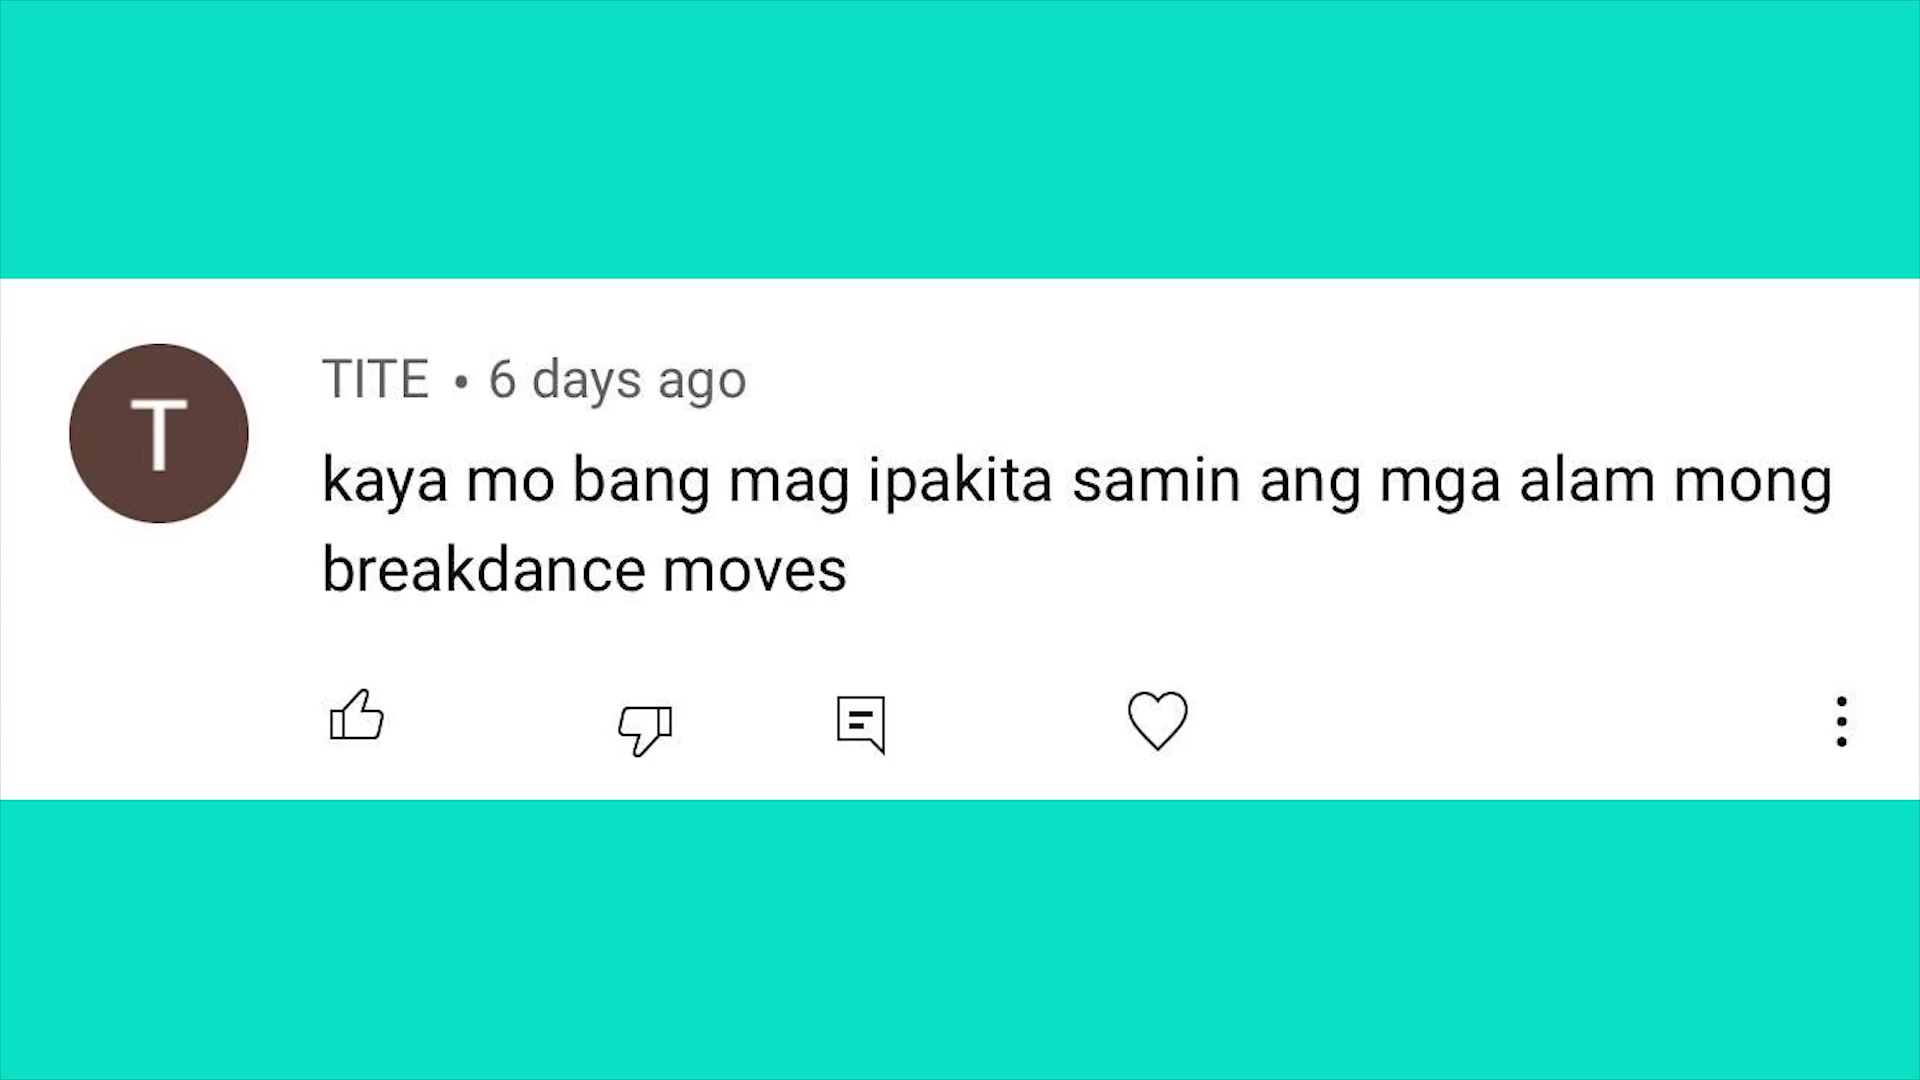 T
TITE • 6 days ago
kaya mo bang mag ipakita samin ang mga alam mong
breakdance moves